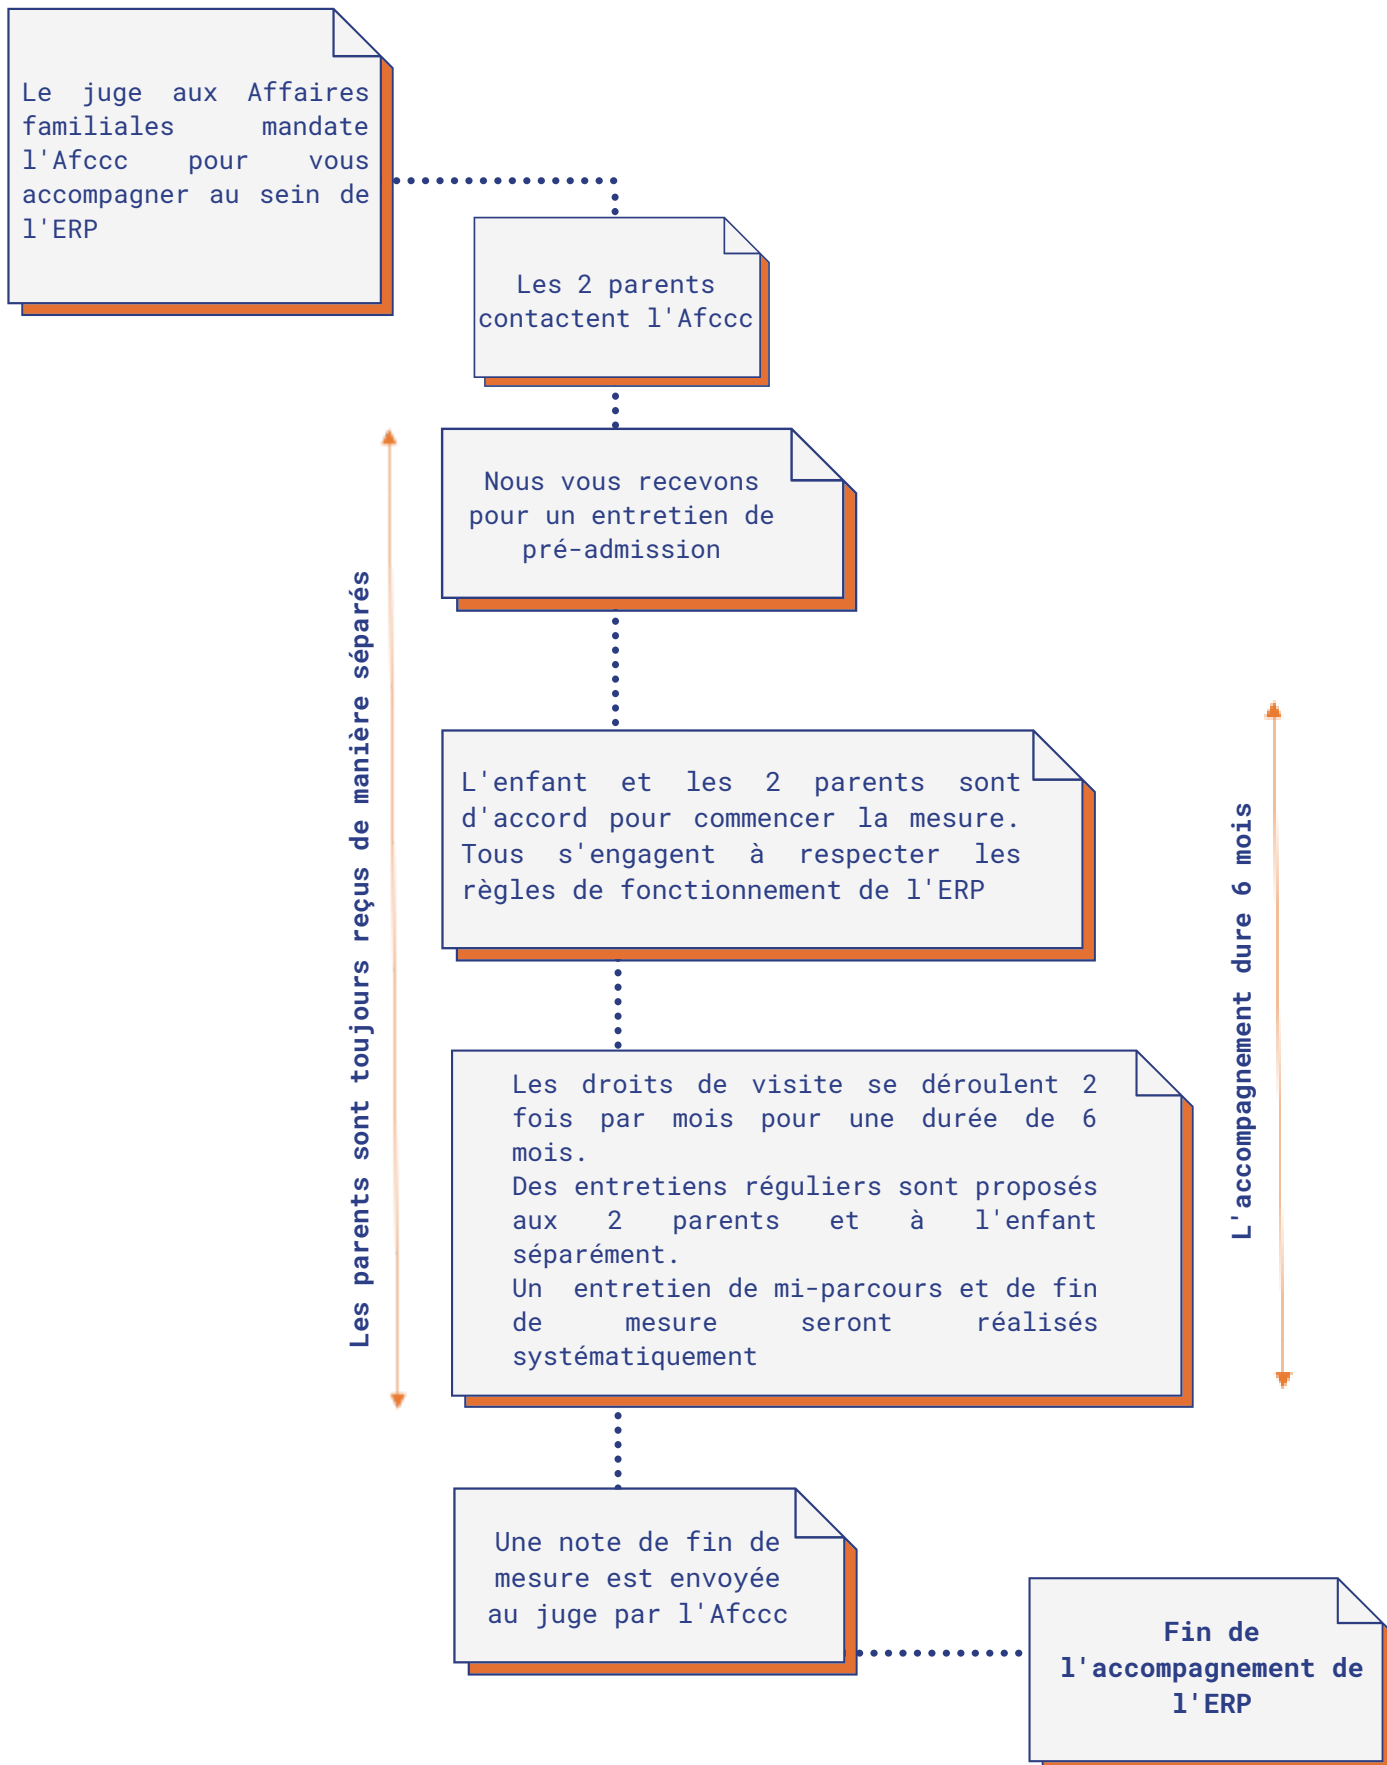 Le juge aux Affaires
familiales mandate
l'Afccc pour vous
accompagner au sein de
l'ERP
Les 2 parents
contactent l'Afccc
Nous vous recevons
pour un entretien de
pré-admission
Les parents sont toujours reçus de manière séparés
L'enfant et les 2 parents sont
d'accord pour commencer la mesure.
Tous s'engagent à respecter les
règles de fonctionnement de l'ERP
L'accompagnement dure 6 mois
Les droits de visite se déroulent 2
fois par mois pour une durée de 6
mois.
Des entretiens réguliers sont proposés
aux 2 parents et à l'enfant
séparément.
Un entretien de mi-parcours et de fin
de mesure seront réalisés
systématiquement
Une note de fin de
mesure est envoyée
au juge par l'Afccc
Fin de
l'accompagnement de
l'ERP